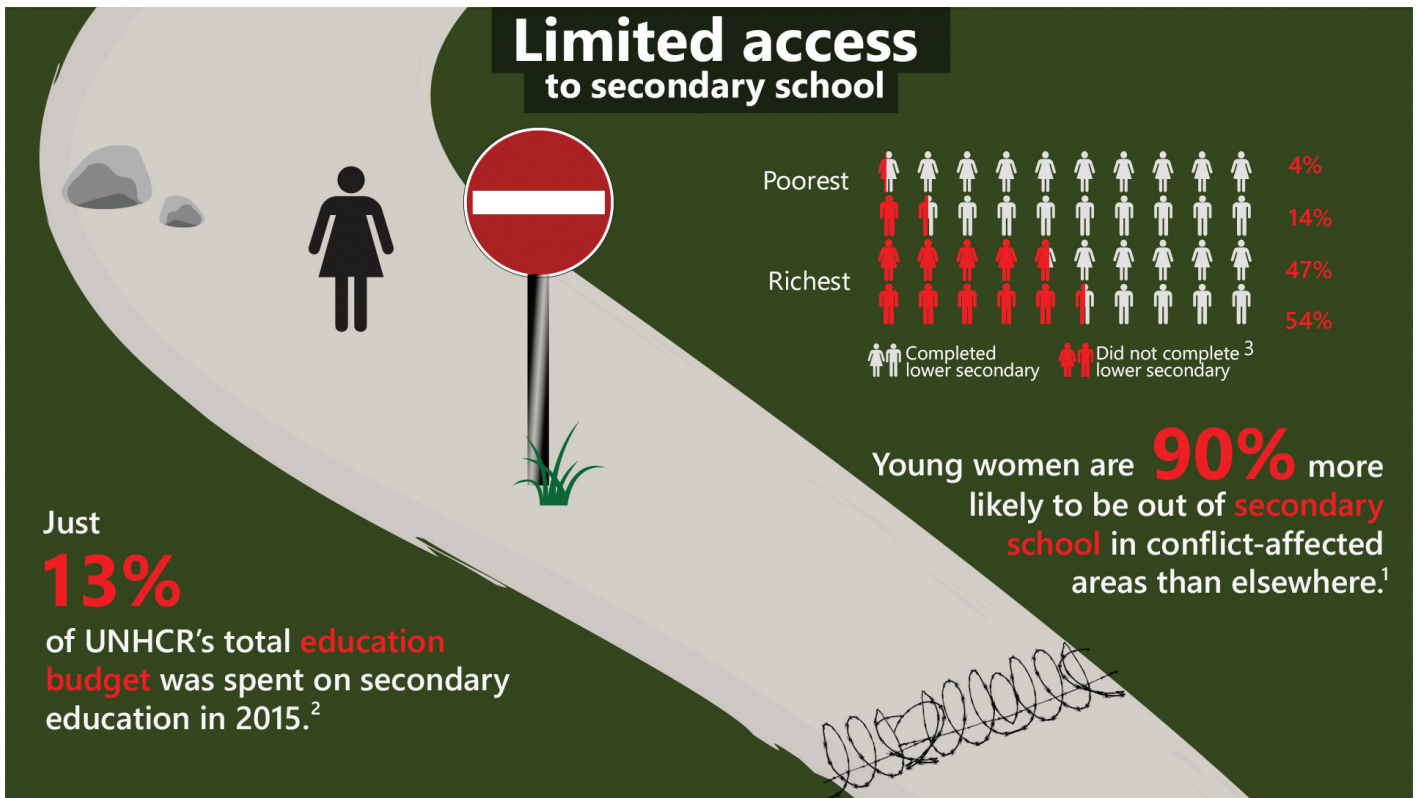 Limited access
to secondary school
Poorest
4%
14%
Richest
47%
54%
Completed
lower secondary
Did not complete 3
lower secondary
Young women are 90% more
likely to be out of secondary
school in conflict-affected
areas than elsewhere.1
Just
13%
of UNHCR's total education
budget was spent on secondary
education in 2015.2